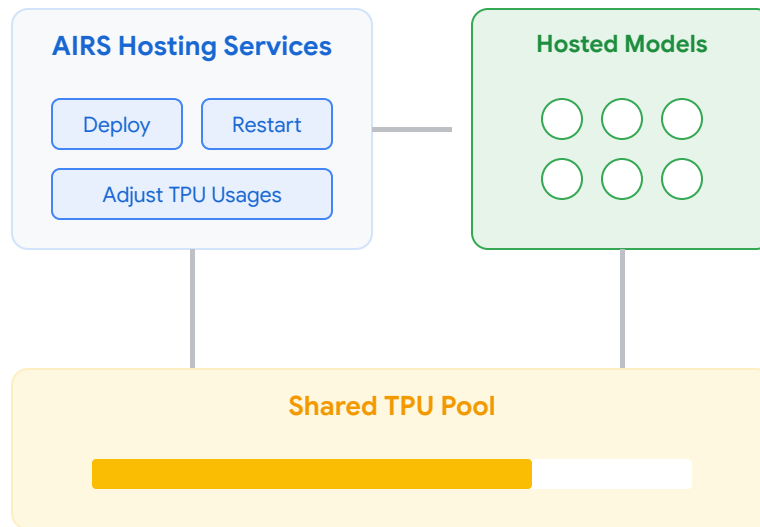 AIRS Hosting Services
Hosted Models
Deploy
Restart
Adjust TPU Usages
Shared TPU Pool